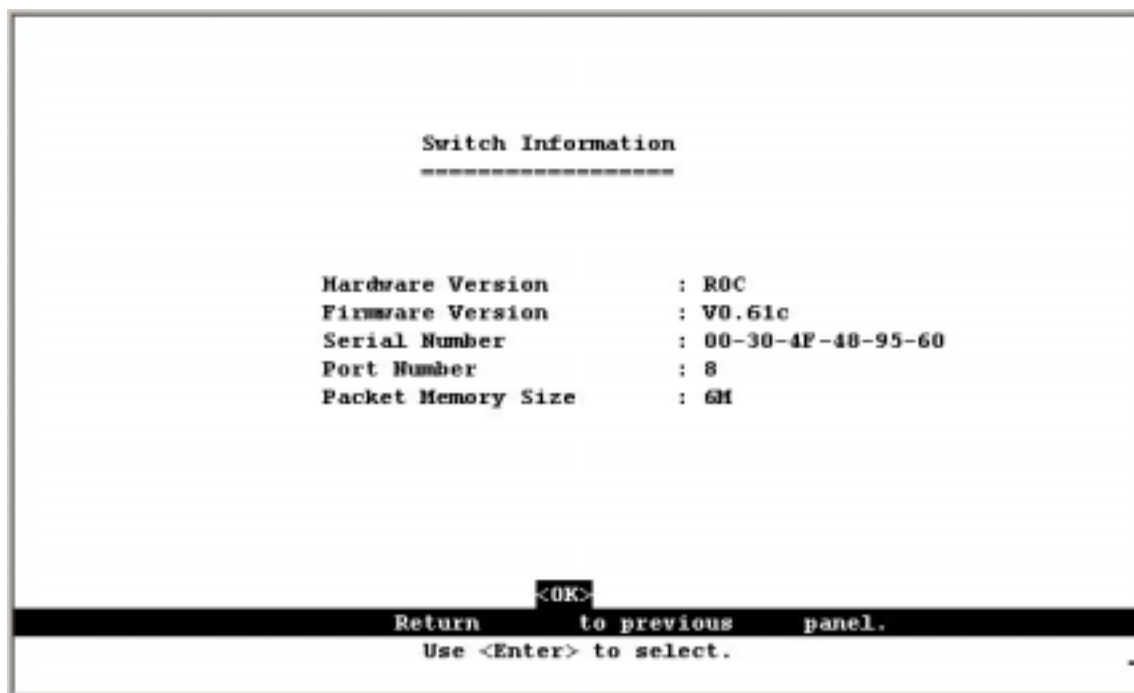 Switch Information
------------------
Hardware Version : R0C
Firmware Version : V0.61c
Serial Number : 00-30-4F-48-95-60
Port Number : 8
Packet Memory Size : 6M
<OK>
Return to previous panel.
Use <Enter> to select.